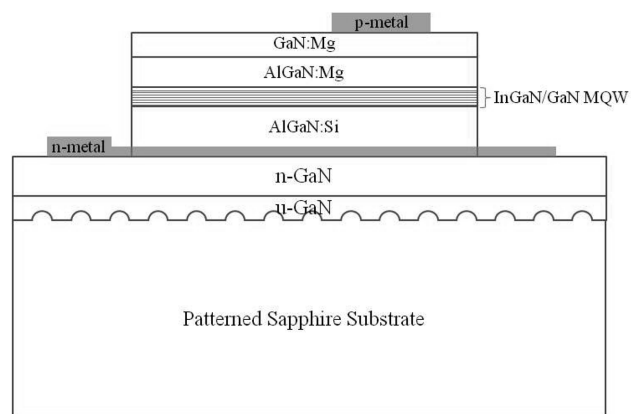 p-metal
GaN:Mg
AlGaN:Mg
InGaN/GaN MQW
AlGaN:Si
n-metal
n-GaN
u-GaN
Patterned Sapphire Substrate